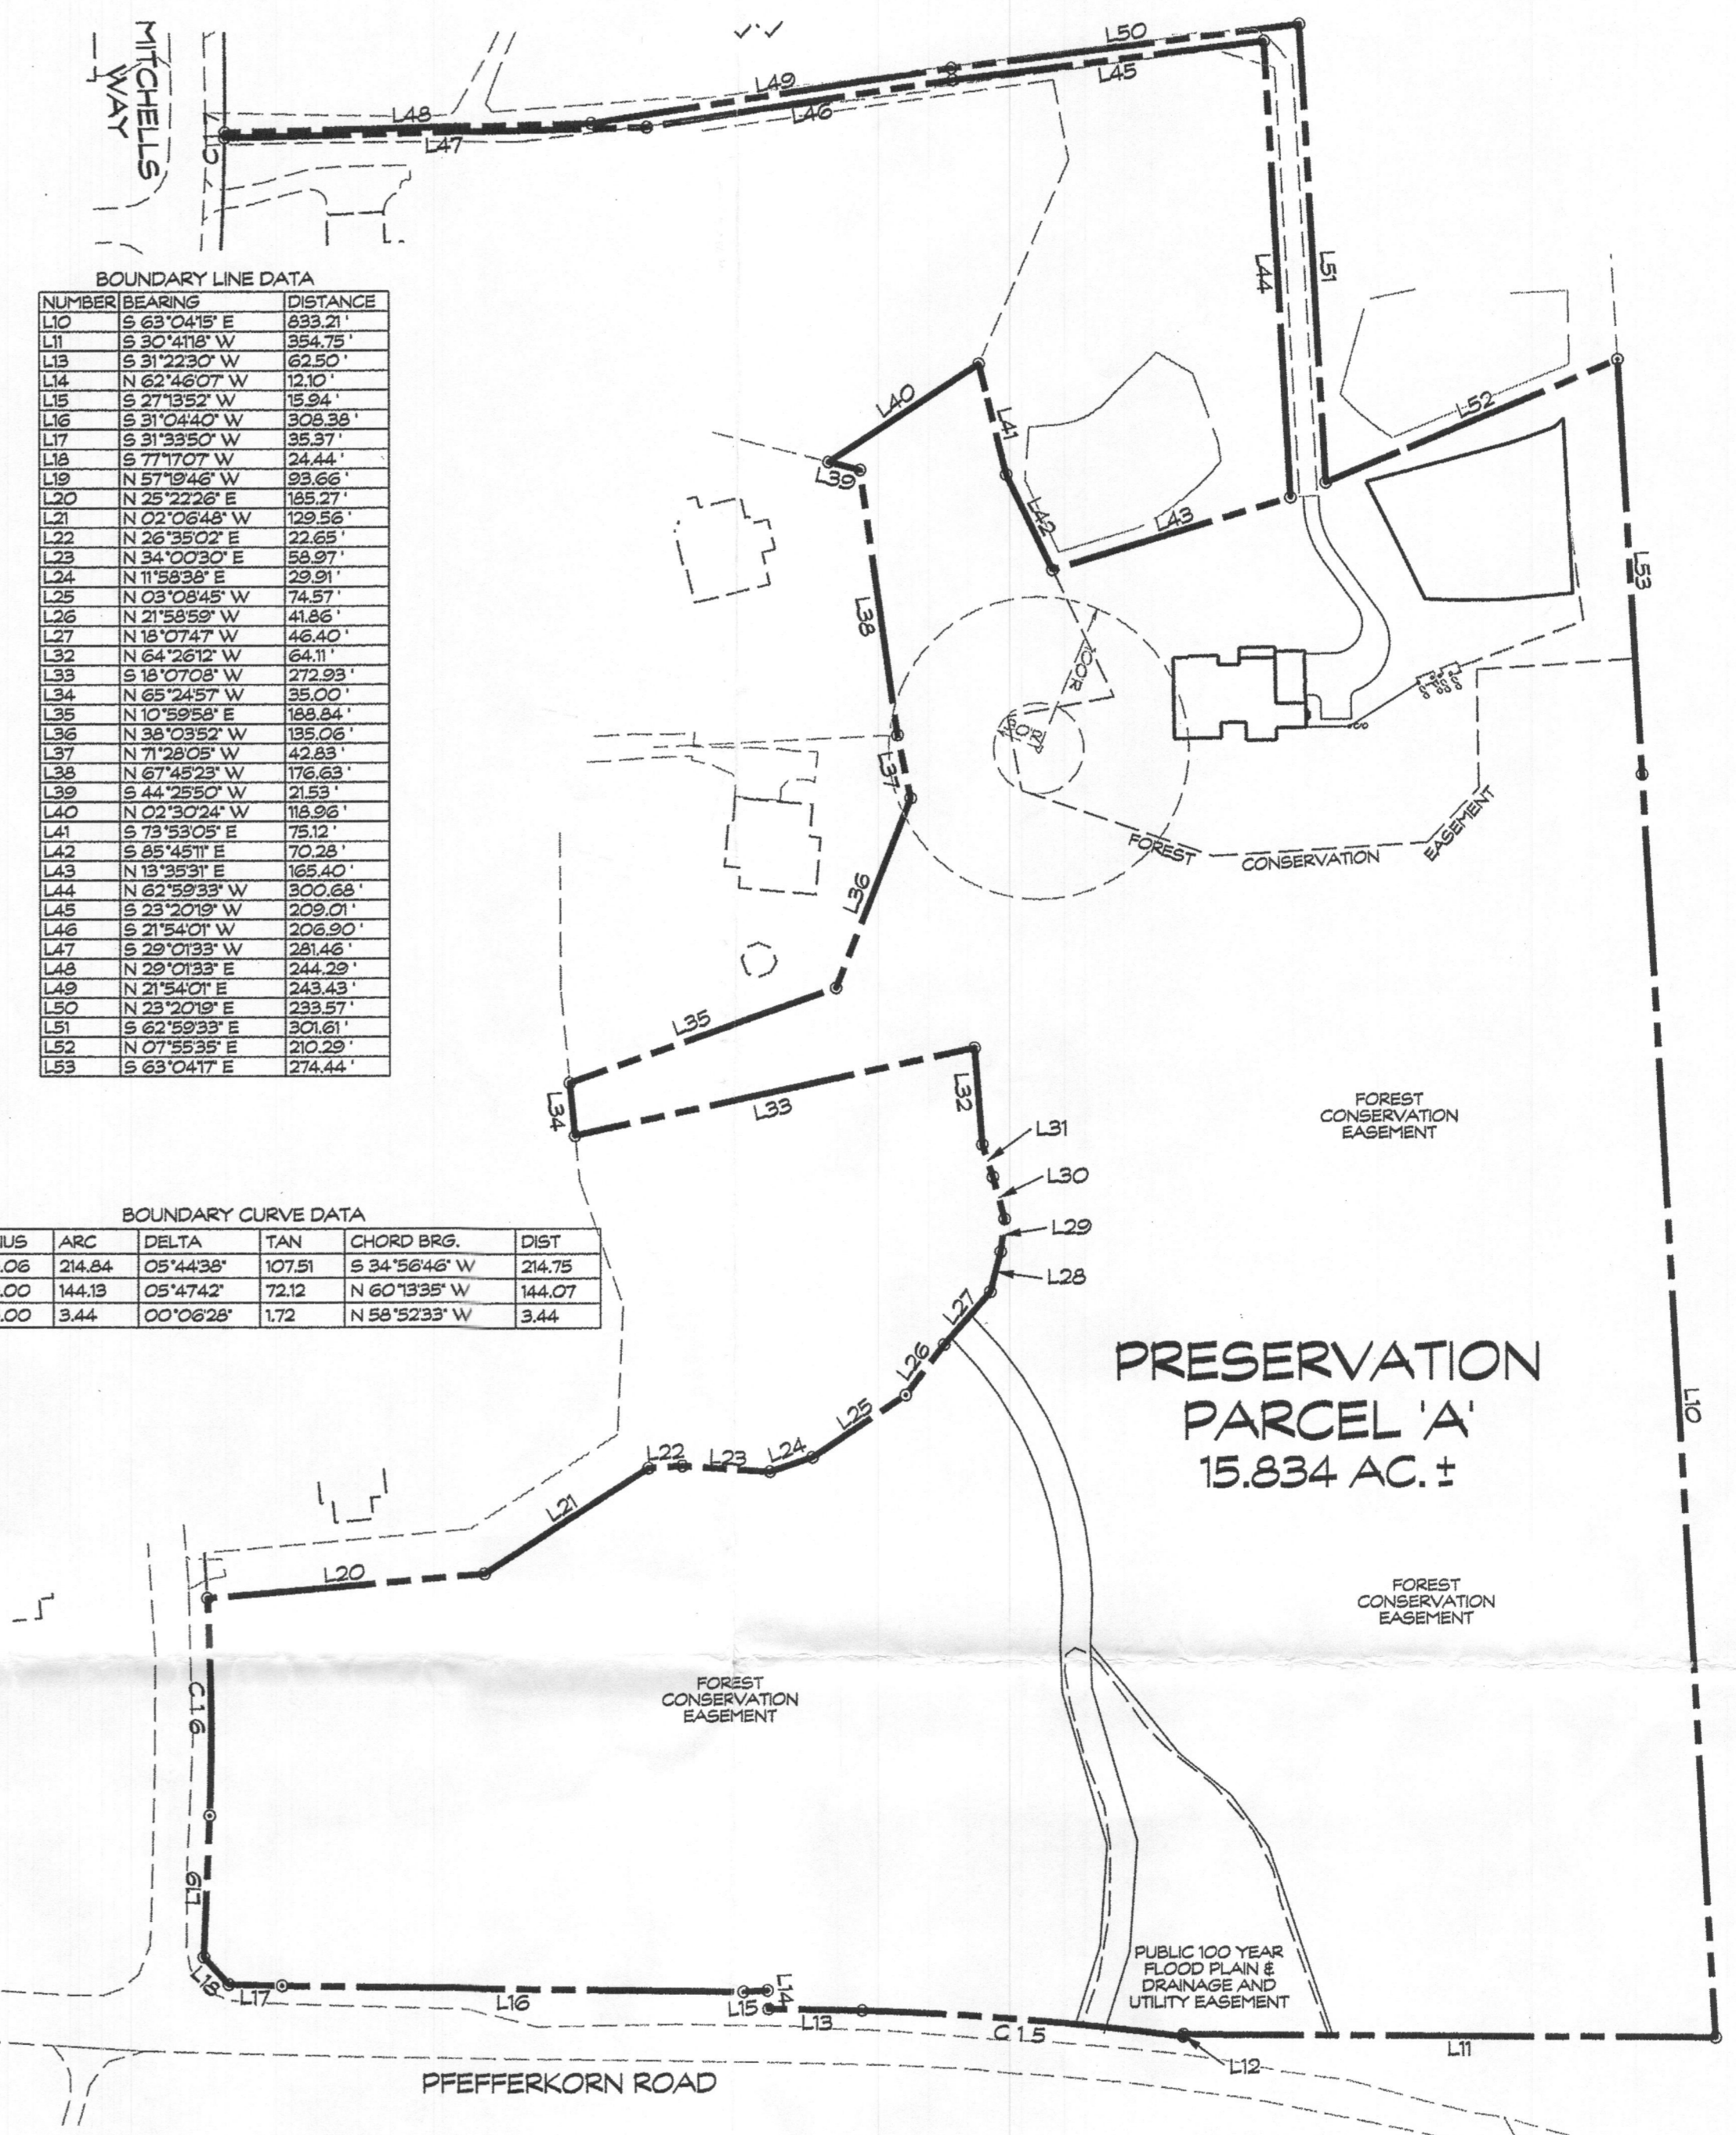 MITCHELLS
WAY
L50
L45
L49
L46
L48
L47
L44
L51
BOUNDARY LINE DATA
NUMBER BEARING DISTANCE
L10 S 63°04'15" E 833.21'
L11 S 30°41'18" W 354.75'
L13 S 31°22'30" W 62.50'
L14 N 62°46'07" W 12.10'
L15 S 27°13'52" W 15.94'
L16 S 31°04'40" W 308.38'
L17 S 31°33'50" W 35.37'
L18 S 77°17'07" W 24.44'
L19 N 57°19'46" W 93.66'
L20 N 25°22'26" E 185.27'
L21 N 02°06'48" W 129.56'
L22 N 26°35'02" E 22.65'
L23 N 34°00'30" E 58.97'
L24 N 11°58'38" E 29.91'
L25 N 03°08'45" W 74.57'
L26 N 21°58'59" W 41.86'
L27 N 18°07'47" W 46.40'
L32 N 64°26'12" W 64.11'
L33 S 18°07'08" W 272.93'
L34 N 65°24'57" W 35.00'
L35 N 10°59'58" E 188.84'
L36 N 38°03'52" W 135.06'
L37 N 71°28'05" W 42.83'
L38 N 67°45'23" W 176.63'
L39 S 44°25'50" W 21.53'
L40 N 02°30'24" W 118.96'
L41 S 73°53'05" E 75.12'
L42 S 85°45'11" E 70.28'
L43 N 13°35'31" E 165.40'
L44 N 62°59'33" W 300.68'
L45 S 23°20'19" W 209.01'
L46 S 21°54'01" W 206.90'
L47 S 29°01'33" W 281.46'
L48 N 29°01'33" E 244.29'
L49 N 21°54'01" E 243.43'
L50 N 23°20'19" E 233.57'
L51 S 62°59'33" E 301.61'
L52 N 07°55'35" E 210.29'
L53 S 63°04'17" E 274.44'
L40
L52
L41
L39
L42
L43
L53
L38
100'R
L37
FOREST CONSERVATION EASEMENT
L36
L35
L34
L33
L32
L31
L30
L29
L28
FOREST
CONSERVATION
EASEMENT
BOUNDARY CURVE DATA
IUS ARC DELTA TAN CHORD BRG. DIST
.06 214.84 05°44'38" 107.51 S 34°56'46" W 214.75
.00 144.13 05°47'42" 72.12 N 60°13'35" W 144.07
.00 3.44 00°06'28" 1.72 N 58°52'33" W 3.44
L27
L26
L25
L24
L23
L22
L21
L20
PRESERVATION
PARCEL 'A'
15.834 AC. ±
L10
FOREST
CONSERVATION
EASEMENT
FOREST
CONSERVATION
EASEMENT
C 1.6
L19
L18
L17
L16
L15
L14
L13
C 1.5
PUBLIC 100 YEAR
FLOOD PLAIN &
DRAINAGE AND
UTILITY EASEMENT
L12
L11
PFEFFERKORN ROAD